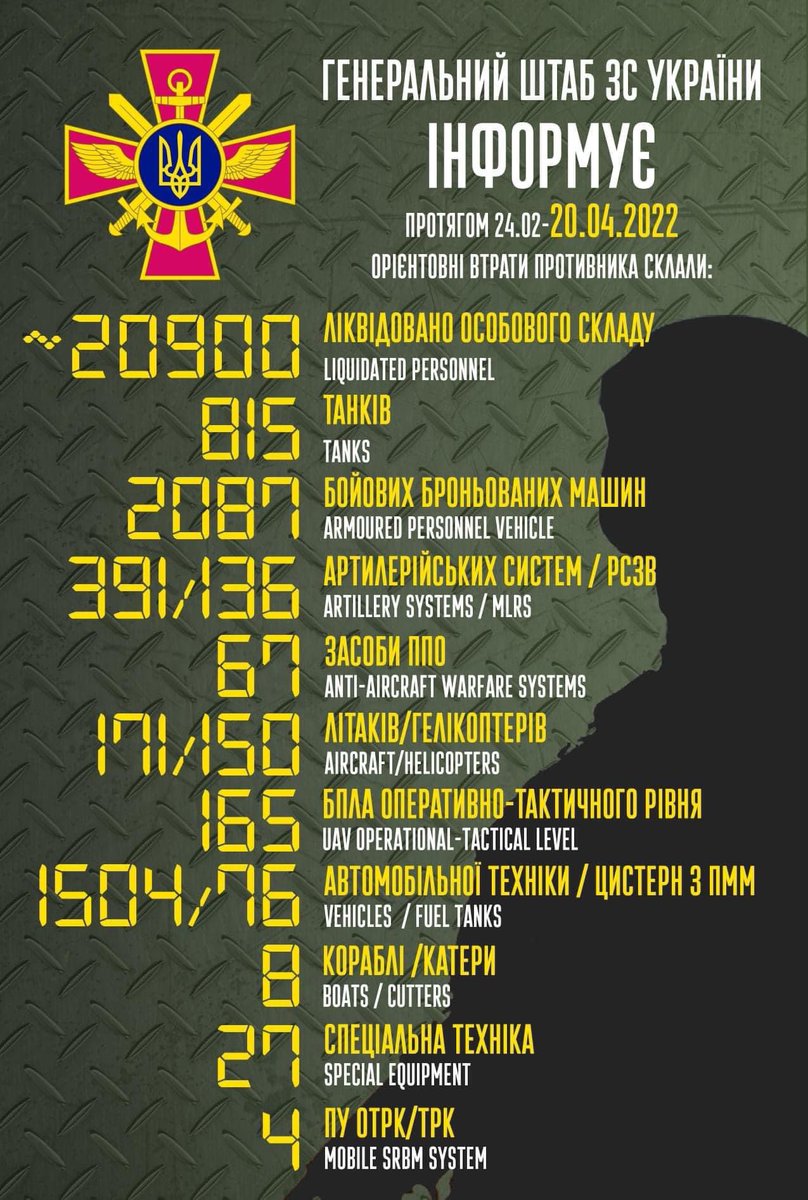 ГЕНЕРАЛЬНИЙ ШТАБ ЗС УКРАЇНИ
ІНФОРМУЄ
ПРОТЯГОМ 24.02-20.04.2022
ОРІЄНТОВНІ ВТРАТИ ПРОТИВНИКА СКЛАЛИ:
~20900 ЛІКВІДОВАНО ОСОБОВОГО СКЛАДУ
LIQUIDATED PERSONNEL
815 ТАНКІВ
TANKS
2087 БОЙОВИХ БРОНЬОВАНИХ МАШИН
ARMOURED PERSONNEL VEHICLE
391/136 АРТИЛЕРІЙСЬКИХ СИСТЕМ / РСЗВ
ARTILLERY SYSTEMS / MLRS
67 ЗАСОБИ ППО
ANTI-AIRCRAFT WARFARE SYSTEMS
171/150 ЛІТАКІВ/ГЕЛІКОПТЕРІВ
AIRCRAFT/HELICOPTERS
165 БПЛА ОПЕРАТИВНО-ТАКТИЧНОГО РІВНЯ
UAV OPERATIONAL-TACTICAL LEVEL
1504/76 АВТОМОБІЛЬНОЇ ТЕХНІКИ / ЦИСТЕРН З ПММ
VEHICLES / FUEL TANKS
8 КОРАБЛІ /КАТЕРИ
BOATS / CUTTERS
27 СПЕЦІАЛЬНА ТЕХНІКА
SPECIAL EQUIPMENT
4 ПУ ОТРК/ТРК
MOBILE SRBM SYSTEM